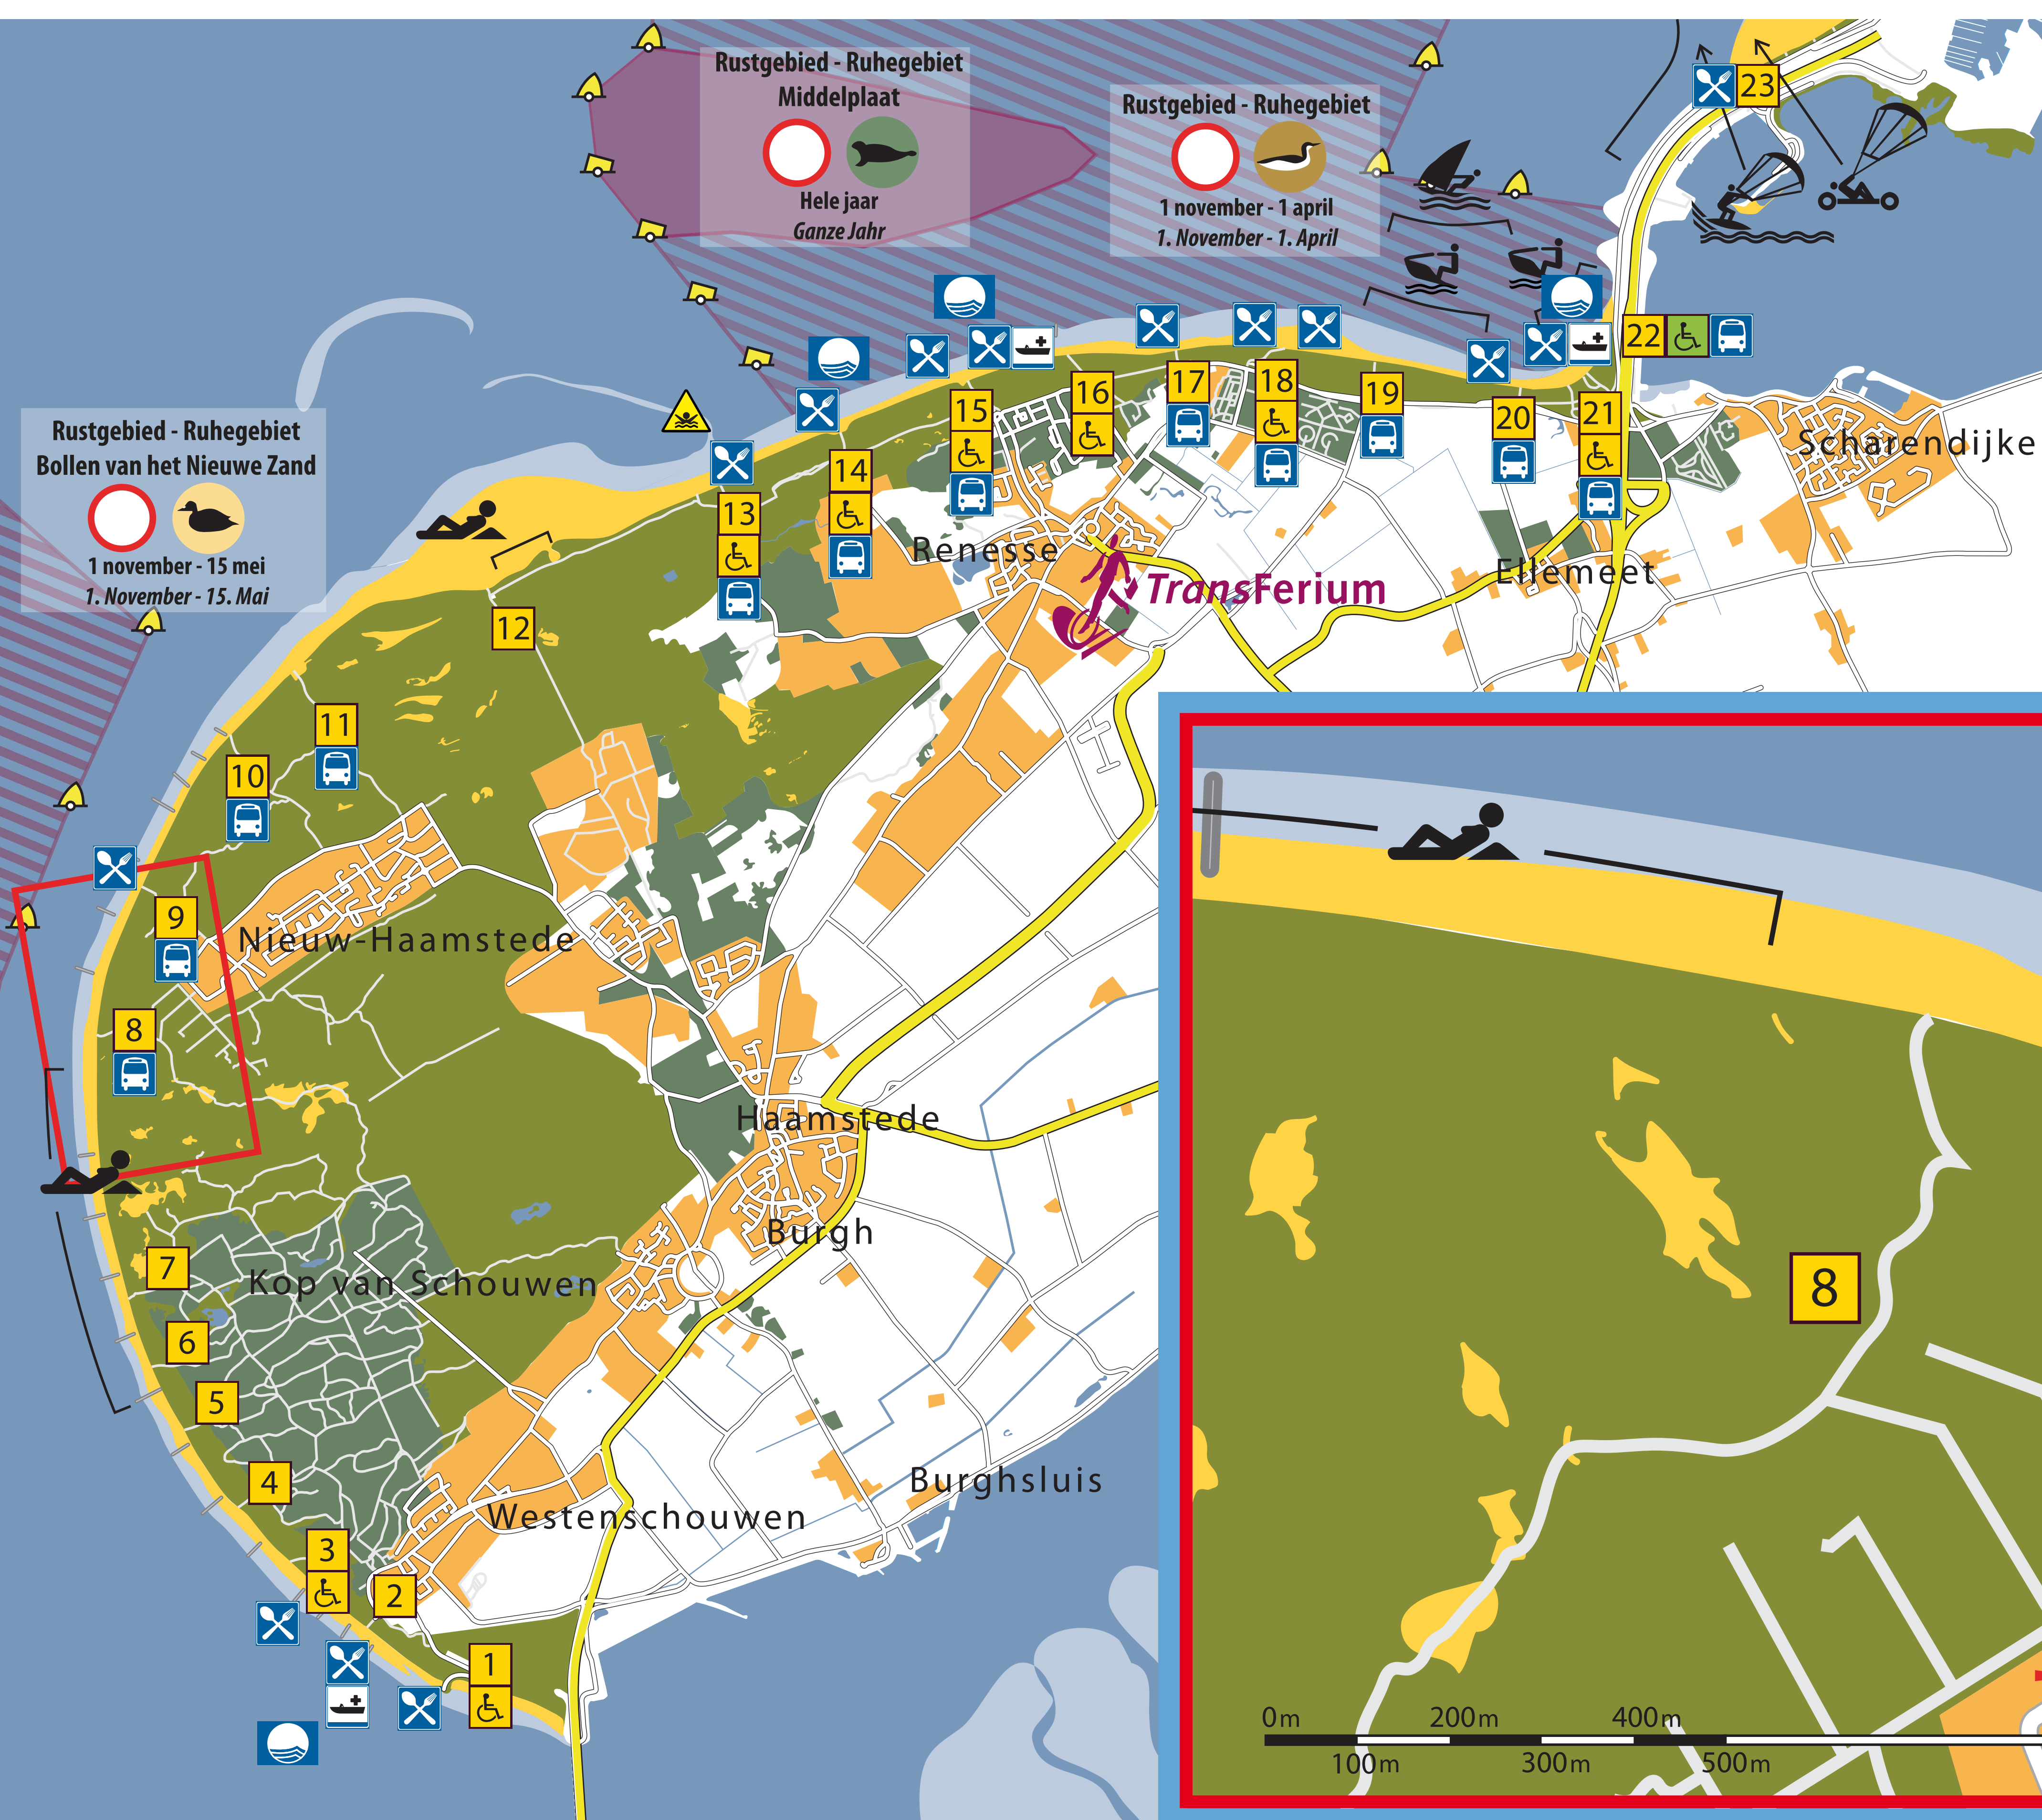 Rustgebied - Ruhegebiet
Middelplaat
Hele jaar
Ganze Jahr
Rustgebied - Ruhegebiet
1 november - 1 april
1. November - 1. April
23
22
Rustgebied - Ruhegebiet
Bollen van het Nieuwe Zand
1 november - 15 mei
1. November - 15. Mai
15
16
17
18
19
20
21
Scharendijke
14
13
Renesse
TransFerium
Ellemeet
12
11
10
9
Nieuw-Haamstede
8
Haamstede
Burgh
7
Kop van Schouwen
6
5
4
Burghsluis
Westenschouwen
3
2
1
8
0m
200m
400m
100m
300m
500m